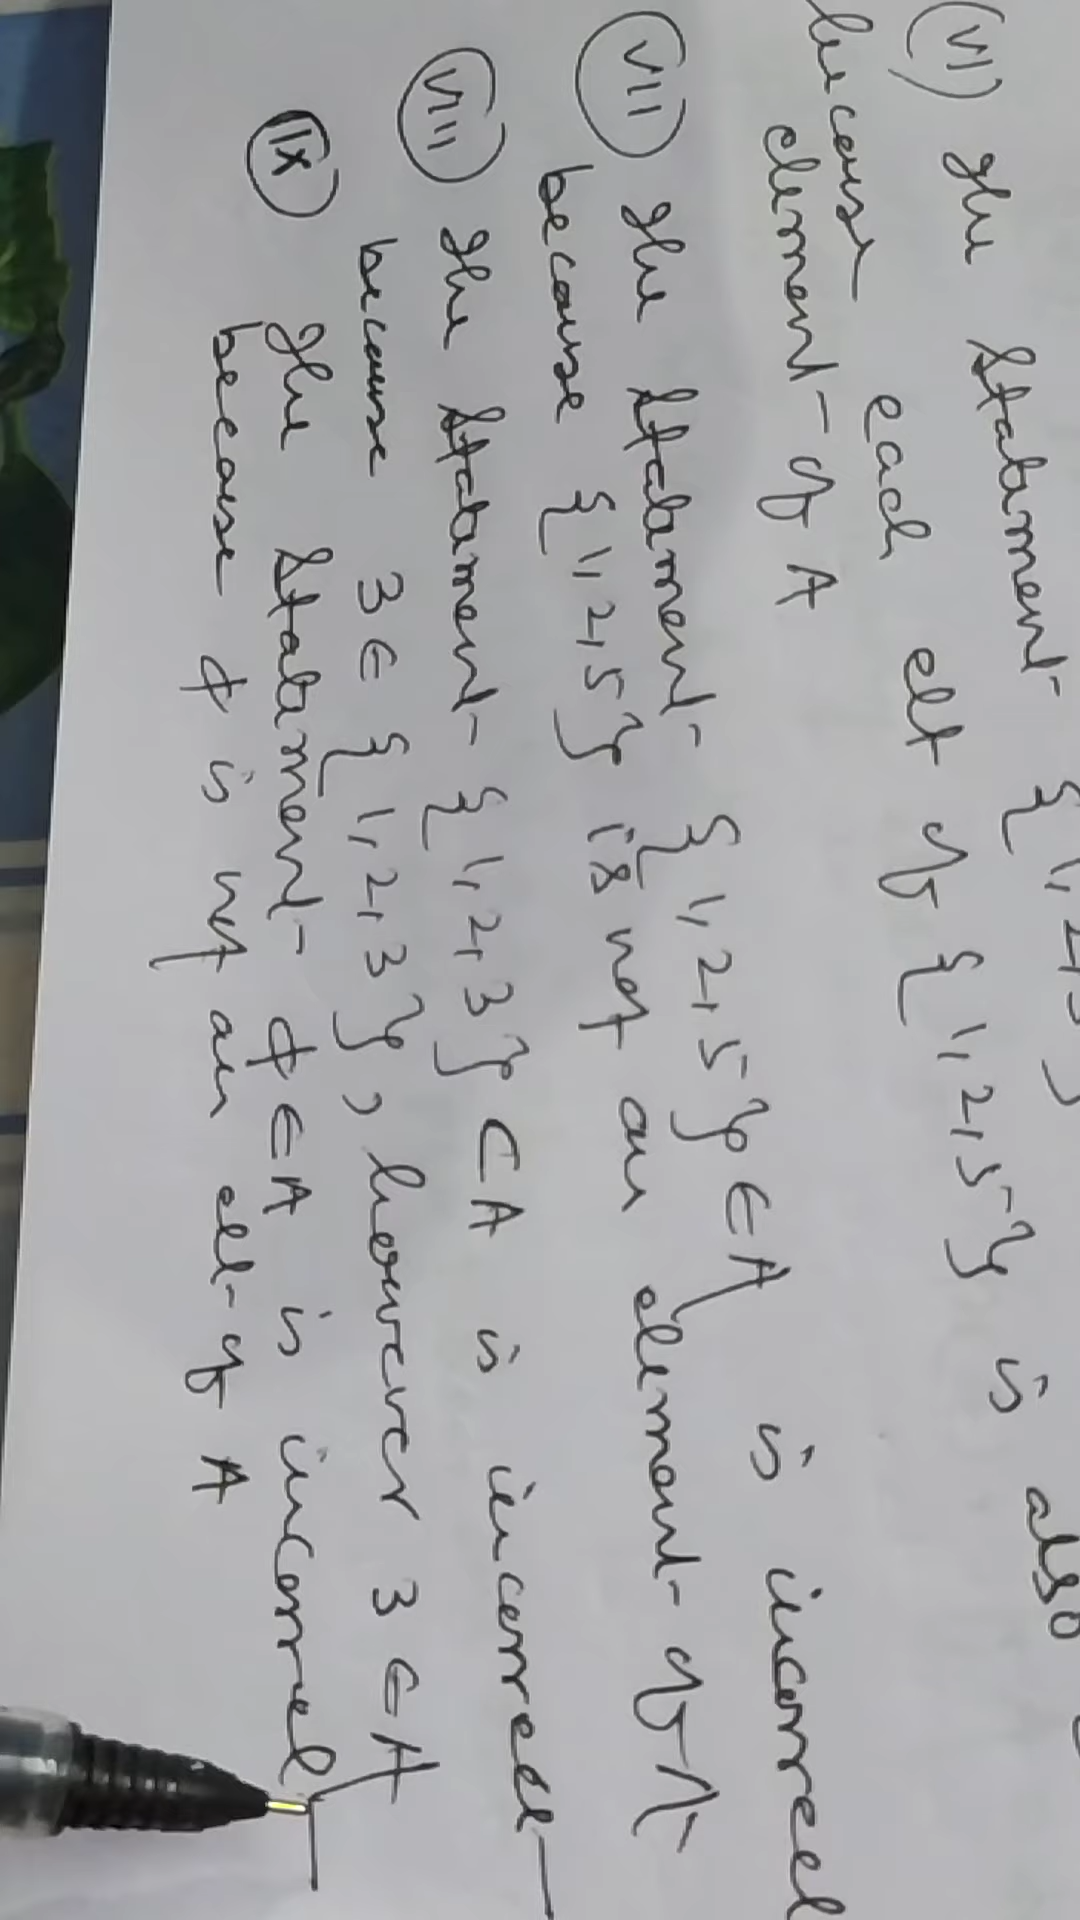 (VI) The Statement {1,2,5 } is also
because each elt of {1,2,5} is
element of A
(VII) The Statement {1,2,5} ∈ A is incorrect
because {1,2,5} is not an element of A
(VIII) The Statement {1,2,3} ⊂ A is incorrect
because 3 ∈ {1,2,3}, however 3 ∈ A
(IX) The Statement ϕ ∈ A is incorrect
because ϕ is not an elt of A